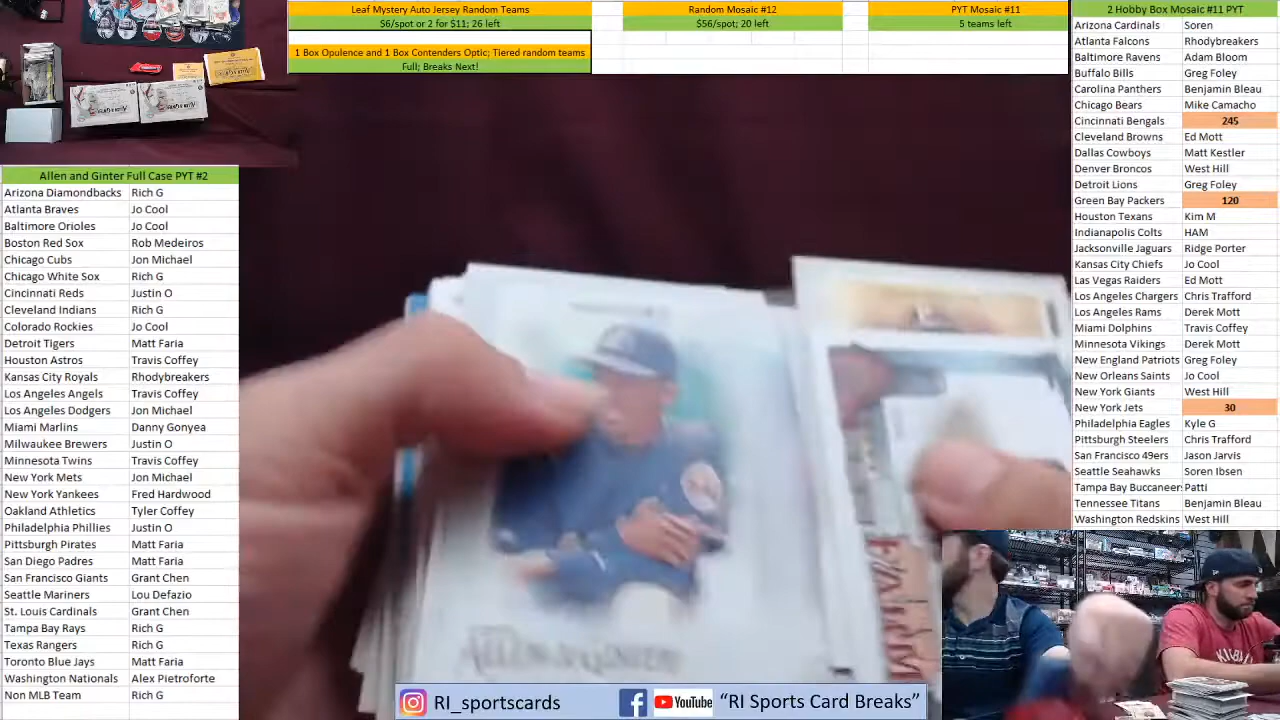 Leaf Mystery Auto Jersey Random Teams
$6/spot or 2 for $11; 26 left
1 Box Opulence and 1 Box Contenders Optic; Tiered random teams
Full; Breaks Next!
Random Mosaic #12
$56/spot; 20 left
PYT Mosaic #11
5 teams left
2 Hobby Box Mosaic #11 PYT
Arizona Cardinals Soren
Atlanta Falcons Rhodybreakers
Baltimore Ravens Adam Bloom
Buffalo Bills Greg Foley
Carolina Panthers Benjamin Bleau
Chicago Bears Mike Camacho
Cincinnati Bengals 245
Cleveland Browns Ed Mott
Dallas Cowboys Matt Kestler
Denver Broncos West Hill
Detroit Lions Greg Foley
Green Bay Packers 120
Houston Texans Kim M
Indianapolis Colts HAM
Jacksonville Jaguars Ridge Porter
Kansas City Chiefs Jo Cool
Las Vegas Raiders Ed Mott
Los Angeles Chargers Chris Trafford
Los Angeles Rams Derek Mott
Miami Dolphins Travis Coffey
Minnesota Vikings Derek Mott
New England Patriots Greg Foley
New Orleans Saints Jo Cool
New York Giants West Hill
New York Jets 30
Philadelphia Eagles Kyle G
Pittsburgh Steelers Chris Trafford
San Francisco 49ers Jason Jarvis
Seattle Seahawks Soren Ibsen
Tampa Bay Buccaneer: Patti
Tennessee Titans Benjamin Bleau
Washington Redskins West Hill
Allen and Ginter Full Case PYT #2
Arizona Diamondbacks Rich G
Atlanta Braves Jo Cool
Baltimore Orioles Jo Cool
Boston Red Sox Rob Medeiros
Chicago Cubs Jon Michael
Chicago White Sox Rich G
Cincinnati Reds Justin O
Cleveland Indians Rich G
Colorado Rockies Jo Cool
Detroit Tigers Matt Faria
Houston Astros Travis Coffey
Kansas City Royals Rhodybreakers
Los Angeles Angels Travis Coffey
Los Angeles Dodgers Jon Michael
Miami Marlins Danny Gonyea
Milwaukee Brewers Justin O
Minnesota Twins Travis Coffey
New York Mets Jon Michael
New York Yankees Fred Hardwood
Oakland Athletics Tyler Coffey
Philadelphia Phillies Justin O
Pittsburgh Pirates Matt Faria
San Diego Padres Matt Faria
San Francisco Giants Grant Chen
Seattle Mariners Lou Defazio
St. Louis Cardinals Grant Chen
Tampa Bay Rays Rich G
Texas Rangers Rich G
Toronto Blue Jays Matt Faria
Washington Nationals Alex Pietroforte
Non MLB Team Rich G
RI_sportscards
YouTube "RI Sports Card Breaks"